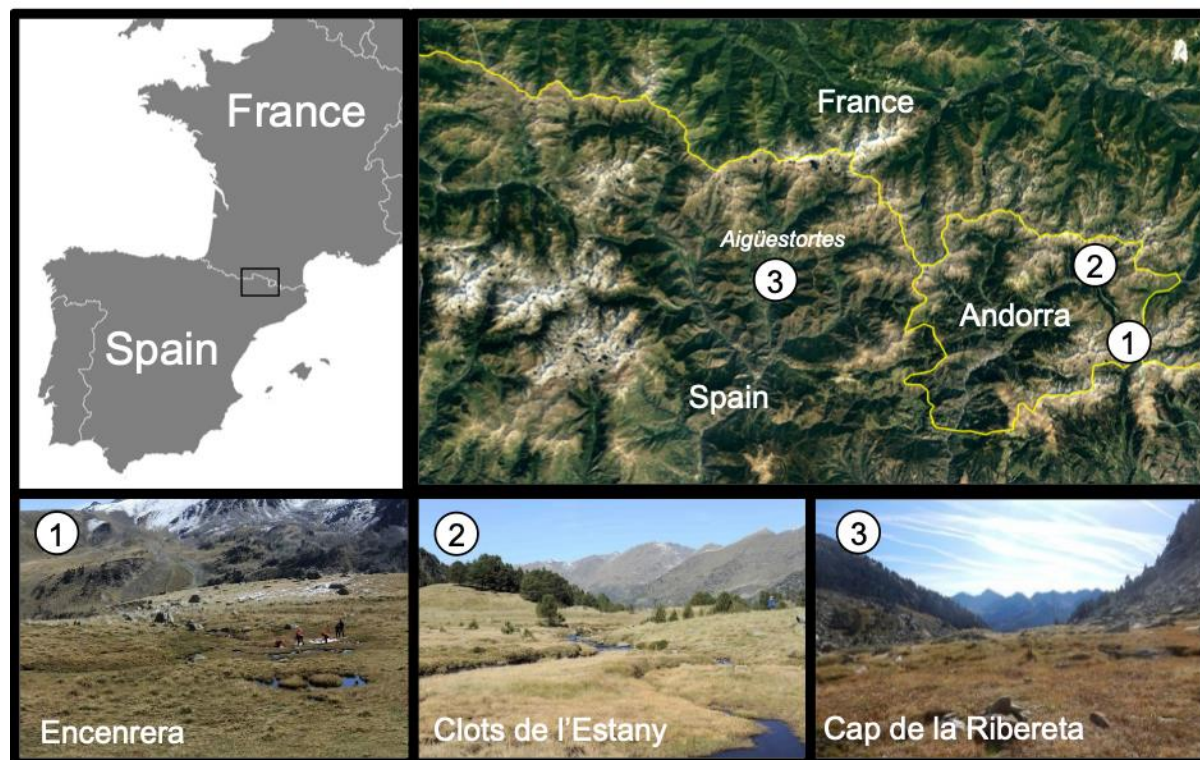 France
Spain
France
Aigüestortes
3
2
Andorra
1
Spain
1
Encenrera
2
Clots de l'Estany
3
Cap de la Ribereta